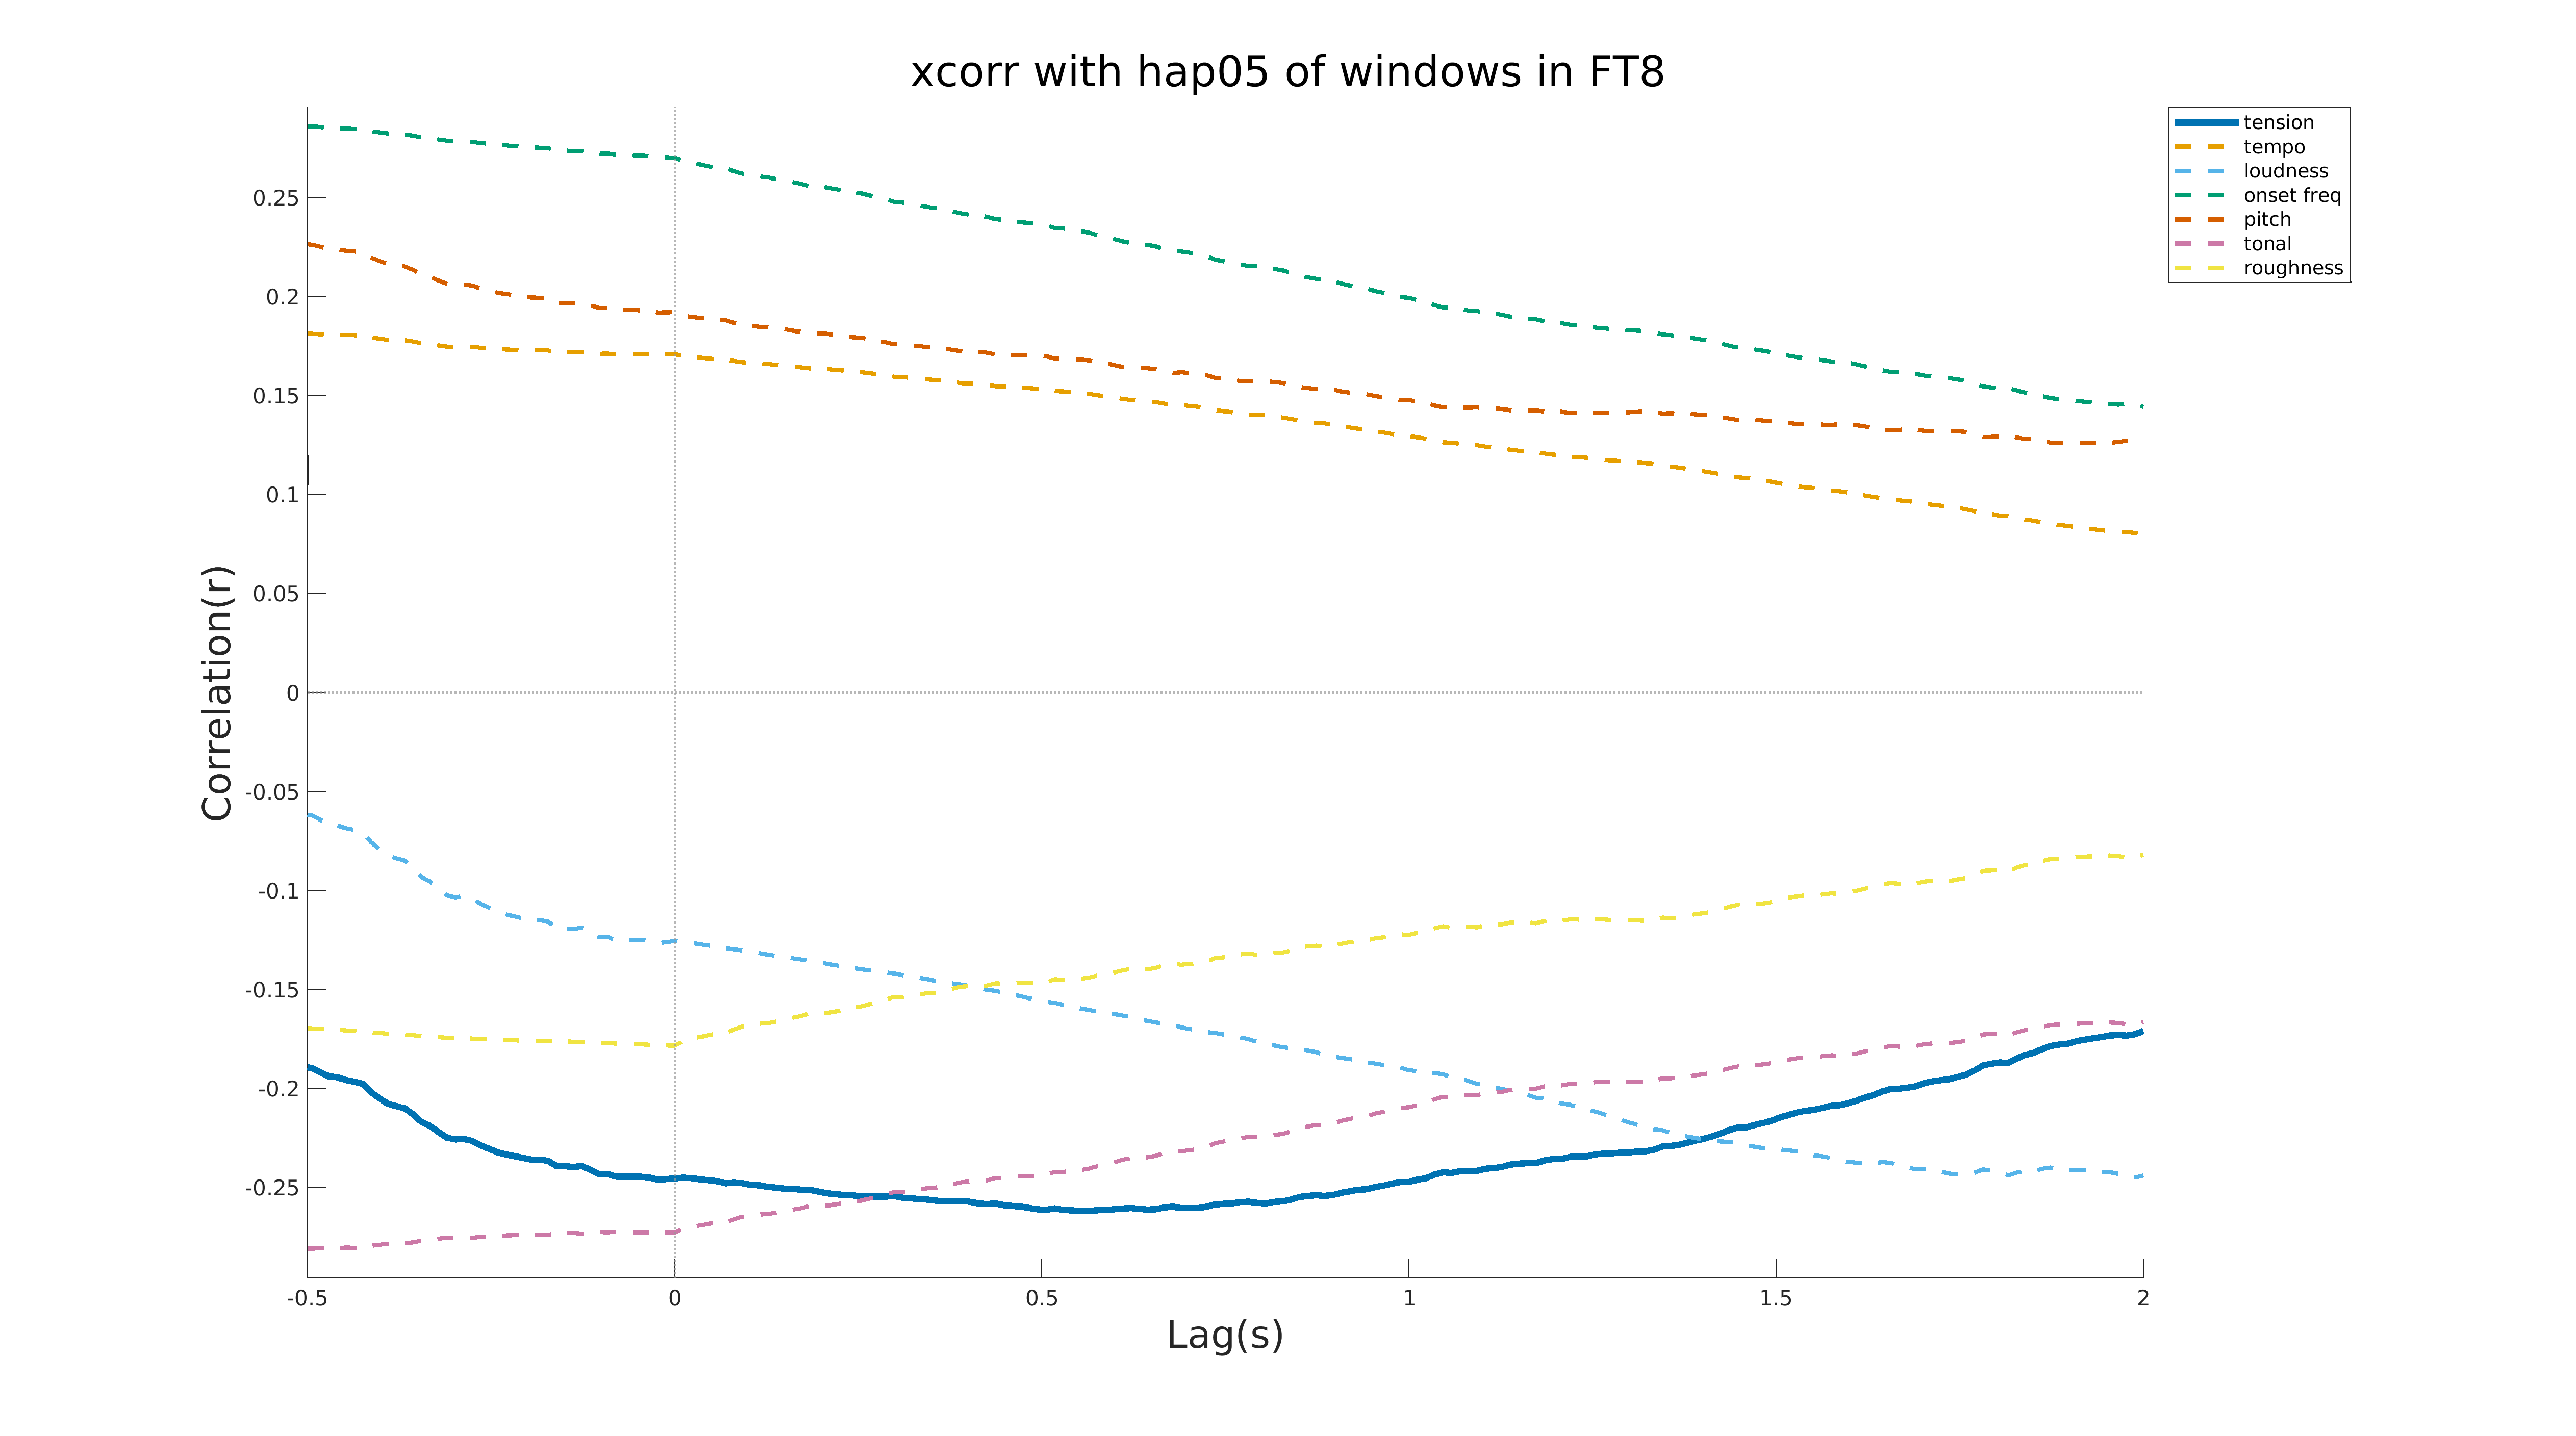 xcorr with hap05 of windows in FT8
tension
tempo
loudness
onset freq
pitch
tonal
roughness
Correlation(r)
0.25
0.2
0.15
0.1
0.05
0
-0.05
-0.1
-0.15
-0.2
-0.25
-0.5 0 0.5 1 1.5 2
Lag(s)